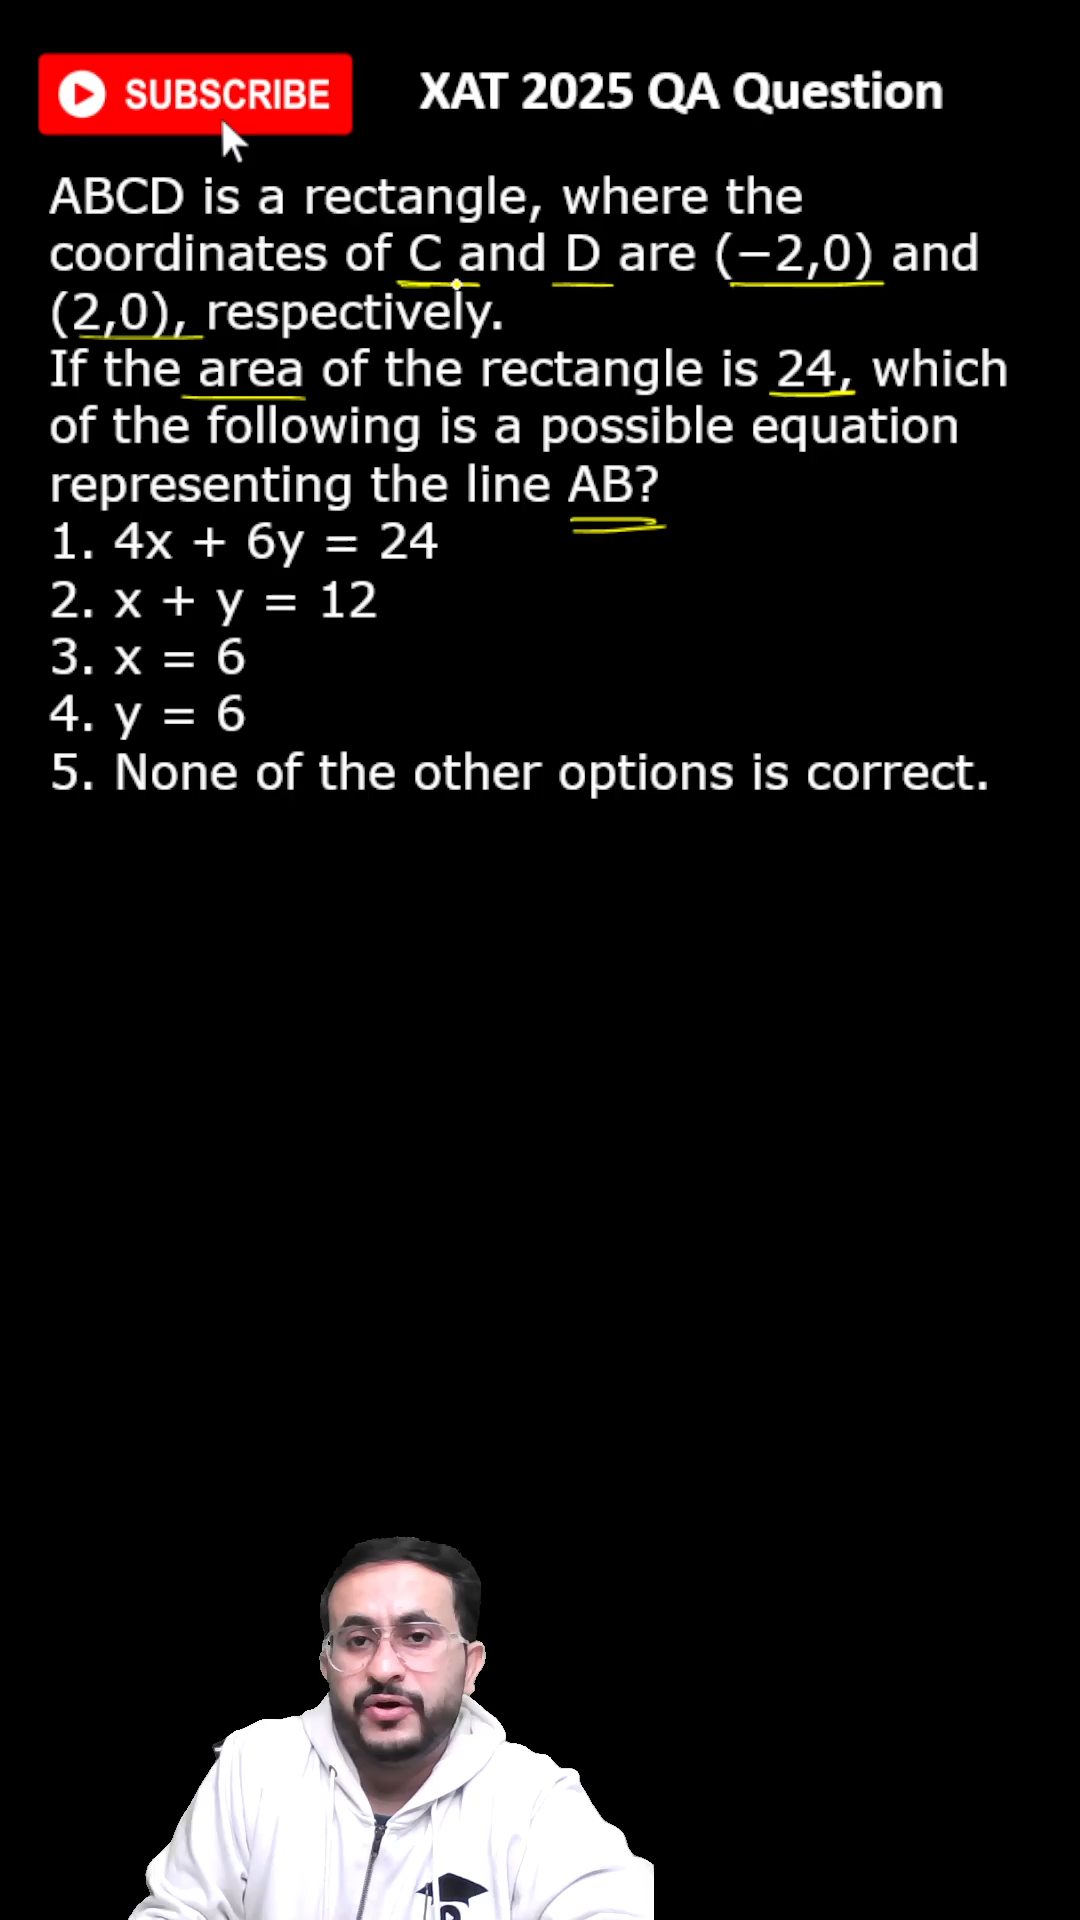 SUBSCRIBE
XAT 2025 QA Question
ABCD is a rectangle, where the
coordinates of C and D are (−2,0) and
(2,0), respectively.
If the area of the rectangle is 24, which
of the following is a possible equation
representing the line AB?
1. 4x + 6y = 24
2. x + y = 12
3. x = 6
4. y = 6
5. None of the other options is correct.